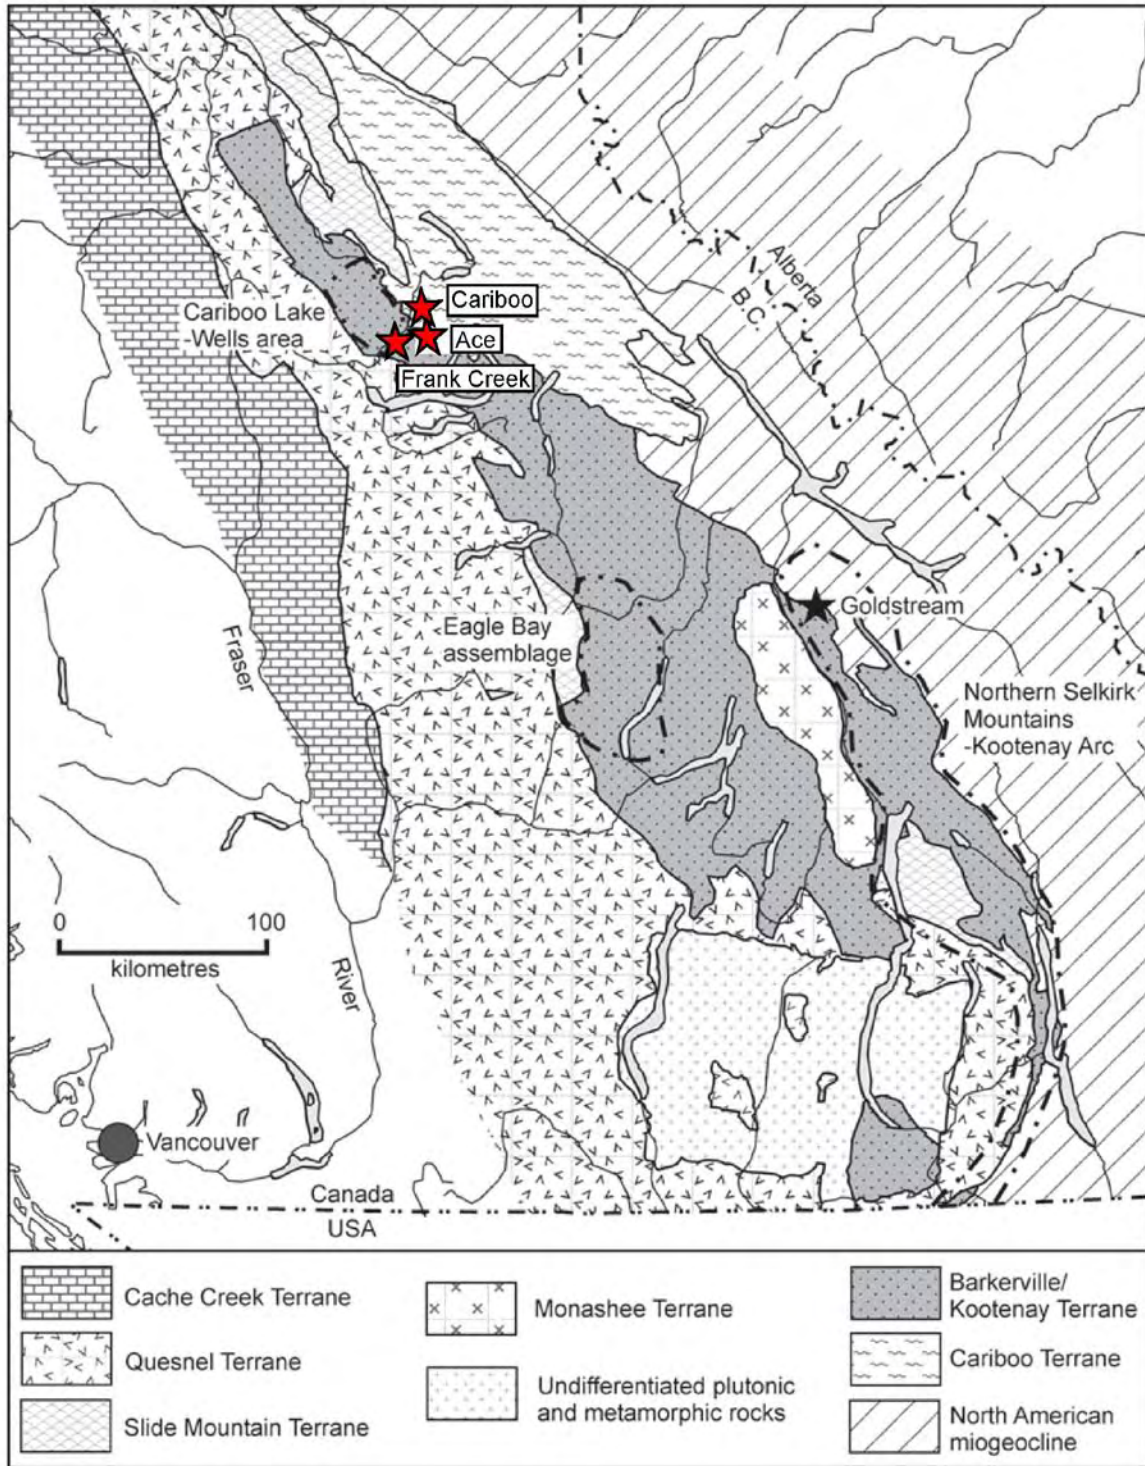 Alberta
B.C.
Cariboo
Cariboo Lake
-Wells area
Ace
Frank Creek
Goldstream
Eagle Bay
assemblage
Fraser
Northern Selkirk
Mountains
-Kootenay Arc
0 100
kilometres
River
Vancouver
Canada
USA
Cache Creek Terrane
Quesnel Terrane
Slide Mountain Terrane
Monashee Terrane
Undifferentiated plutonic
and metamorphic rocks
Barkerville/
Kootenay Terrane
Cariboo Terrane
North American
miogeocline